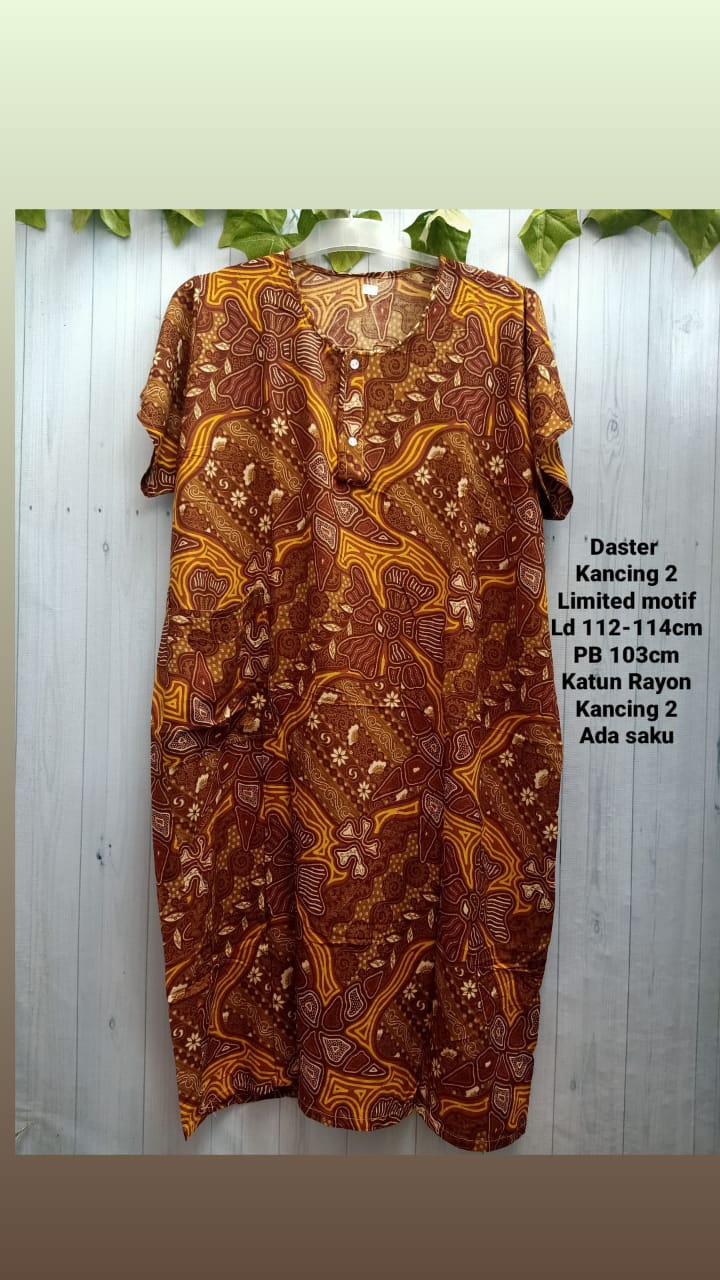 Daster
Kancing 2
Limited motif
Ld 112-114cm
PB 103cm
Katun Rayon
Kancing 2
Ada saku